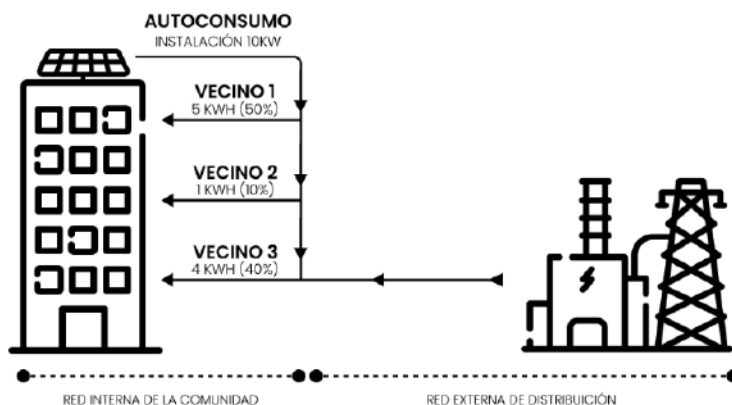 AUTOCONSUMO
INSTALACIÓN 10KW
VECINO 1
5 KWH (50%)
VECINO 2
1 KWH (10%)
VECINO 3
4 KWH (40%)
RED INTERNA DE LA COMUNIDAD
RED EXTERNA DE DISTRIBUICIÓN